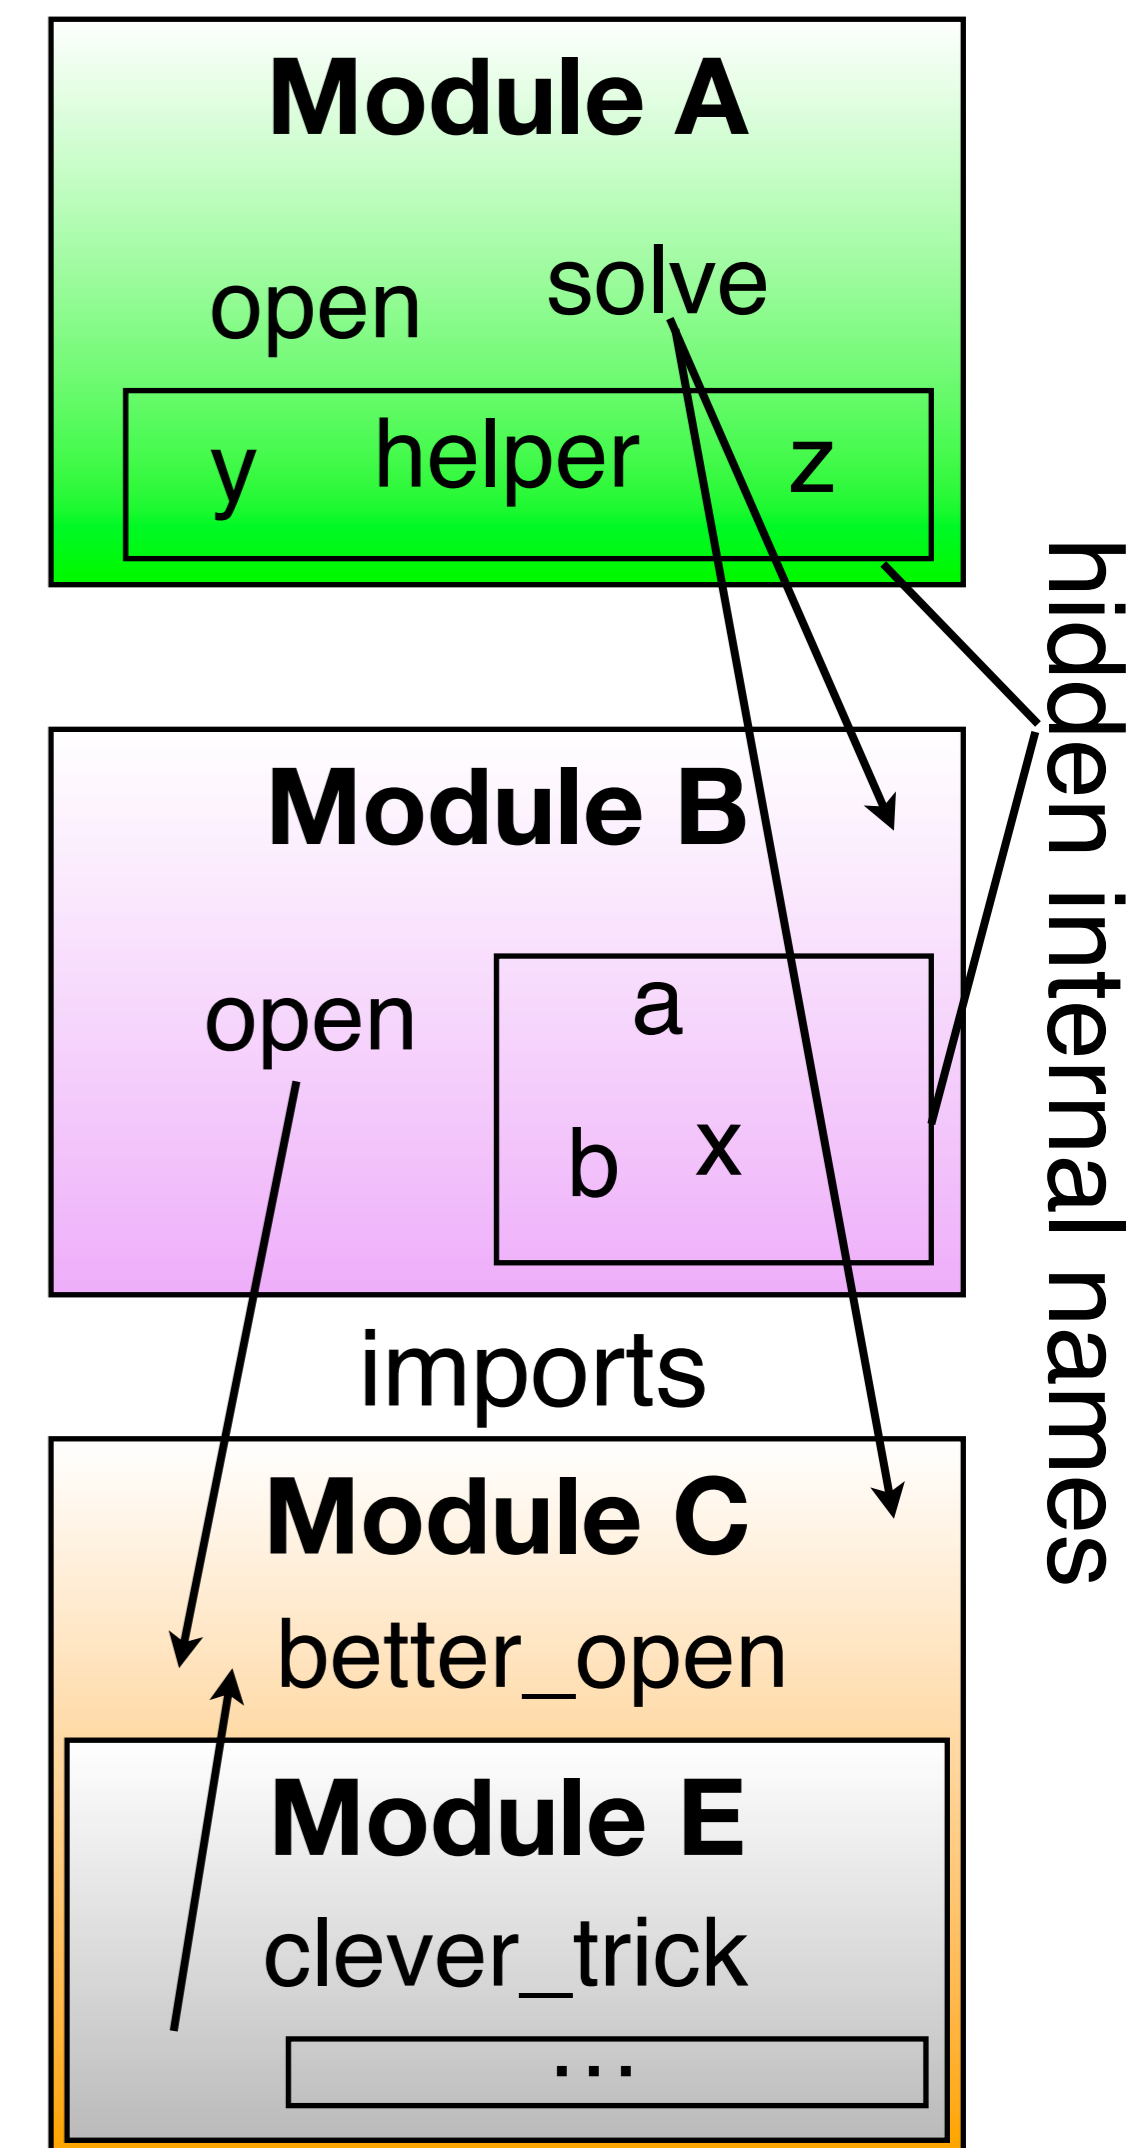 Module A
open solve
y helper z
hidden internal names
Module B
open
a
b x
imports
Module C
better_open
Module E
clever_trick
...